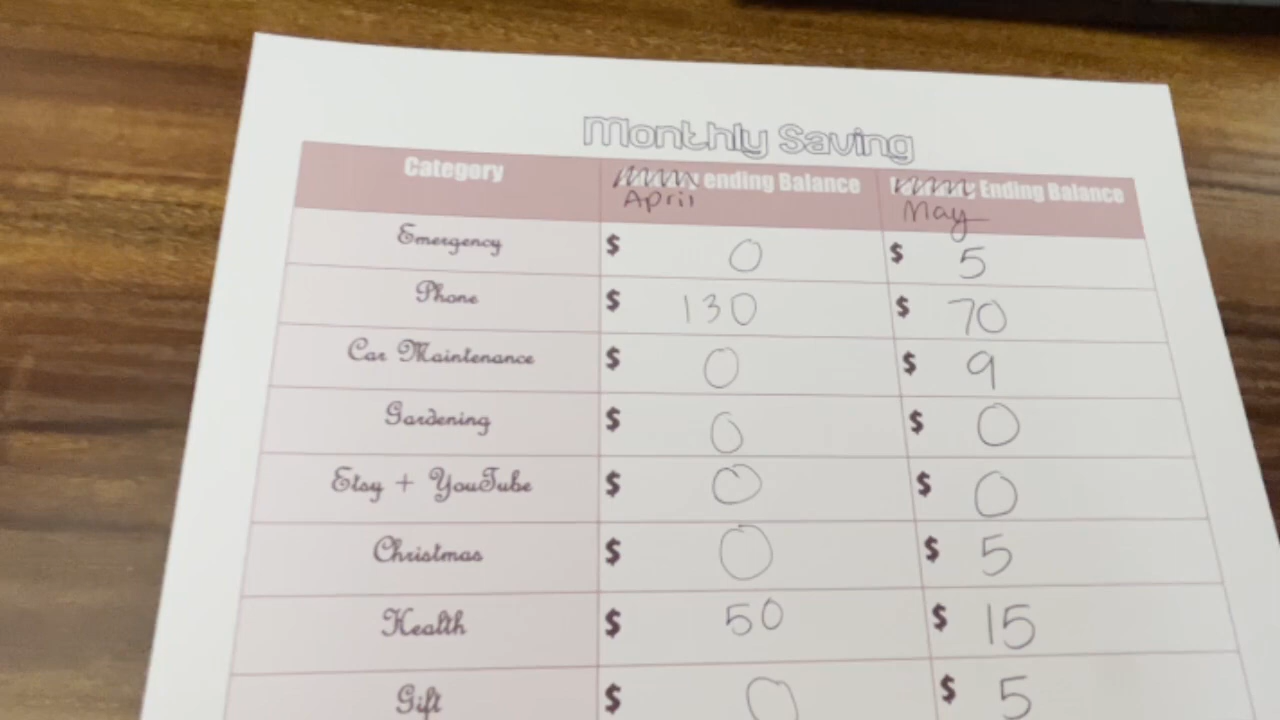 Monthly Saving
Category ending Balance Ending Balance
April May
Emergency $ 0 $ 5
Phone $ 130 $ 70
Car Maintenance $ 0 $ 9
Gardening $ 0 $ 0
Etsy + YouTube $ 0 $ 0
Christmas $ 0 $ 5
Health $ 50 $ 15
Gift $ 0 $ 5